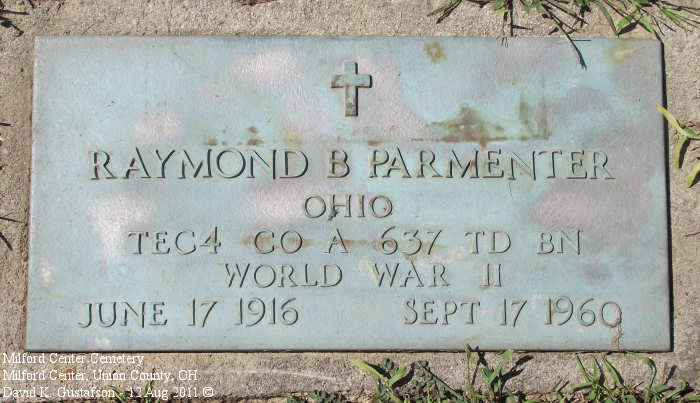 RAYMOND B PARMENTER
OHIO
TEC4 CO A 637 TD BN
WORLD WAR II
JUNE 17 1916 SEPT 17 1960
Milford Center Cemetery
Milford Center, Union County, OH
David K. Gustafson - 12 Aug 2011 ©